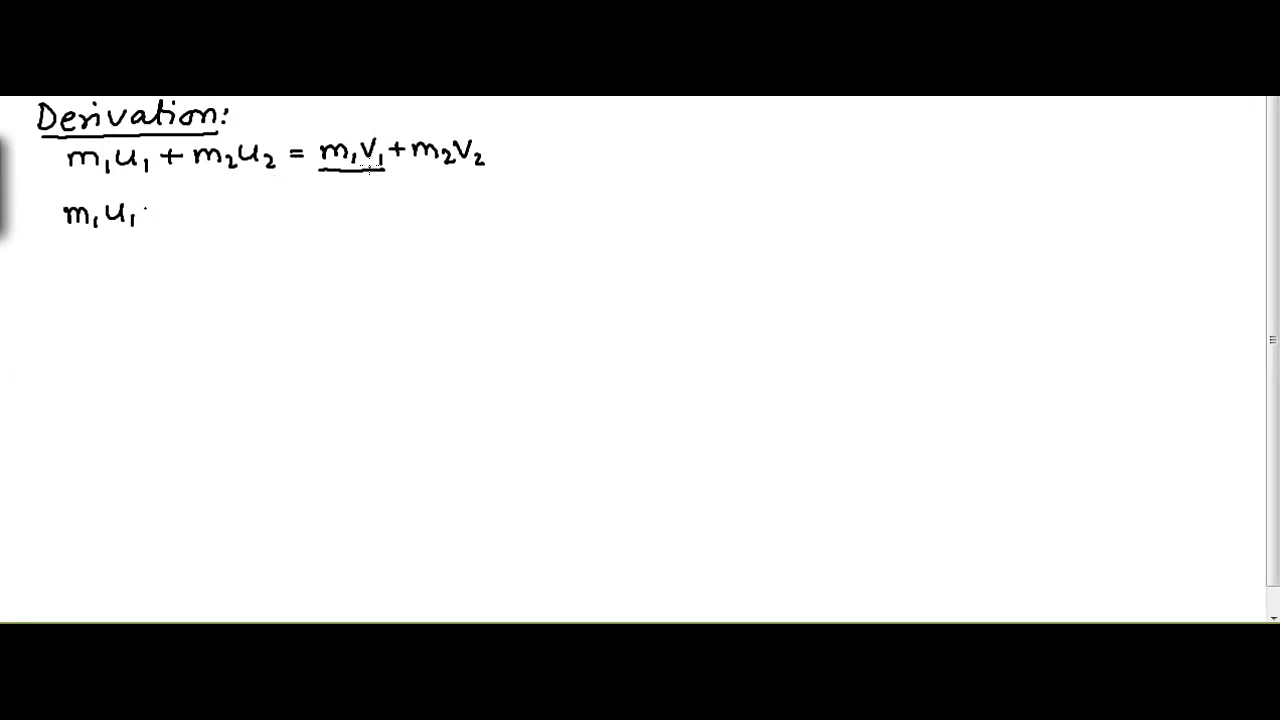 Derivation:
m₁u₁ + m₂u₂ = m₁v₁ + m₂v₂
m₁u₁